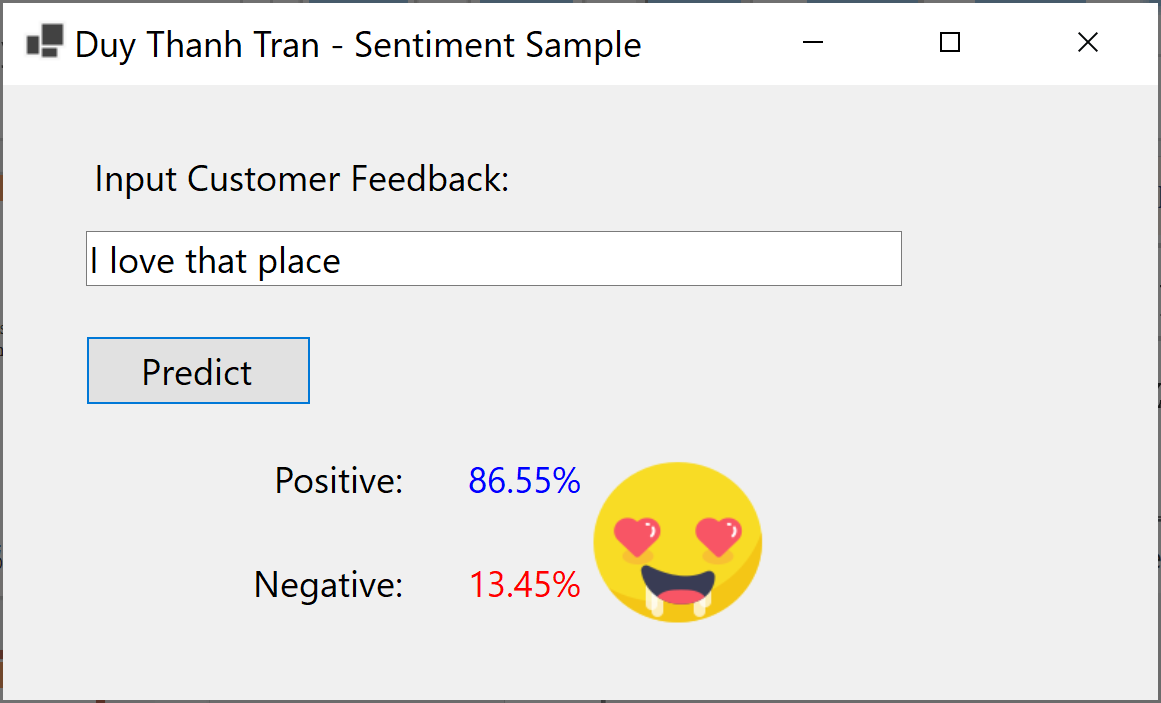 Duy Thanh Tran - Sentiment Sample
Input Customer Feedback:
I love that place
Predict
Positive: 86.55%
Negative: 13.45%